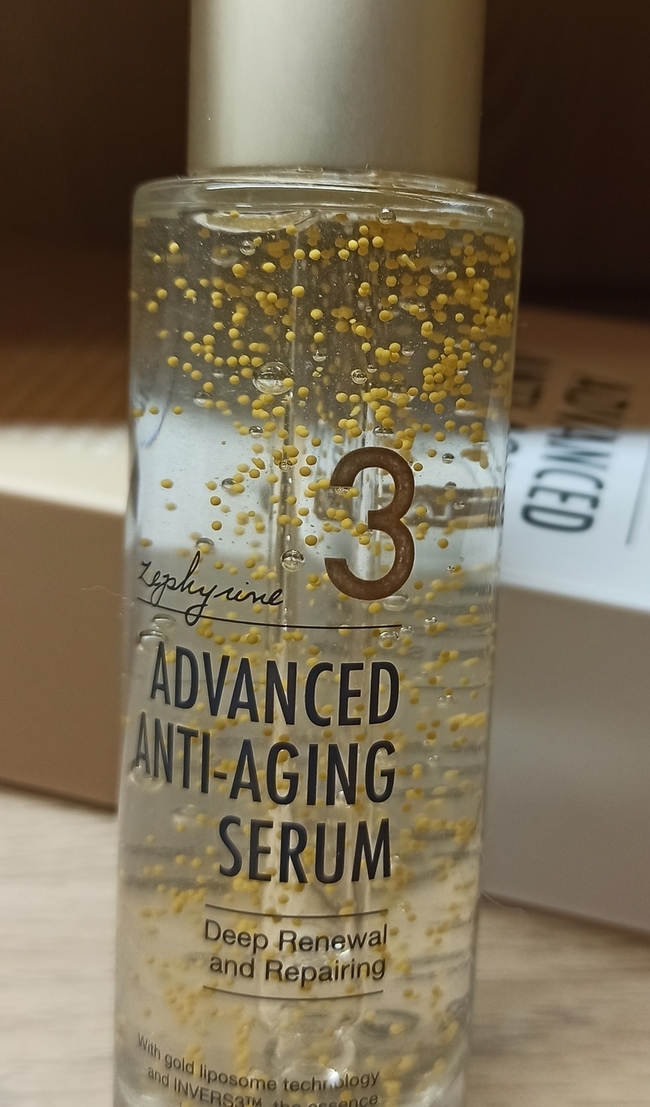 3
zephyrine
ADVANCED
ANTI-AGING
SERUM
Deep Renewal
and Repairing
With gold liposome technology
and INVERS3™, the essence
ADVANCED